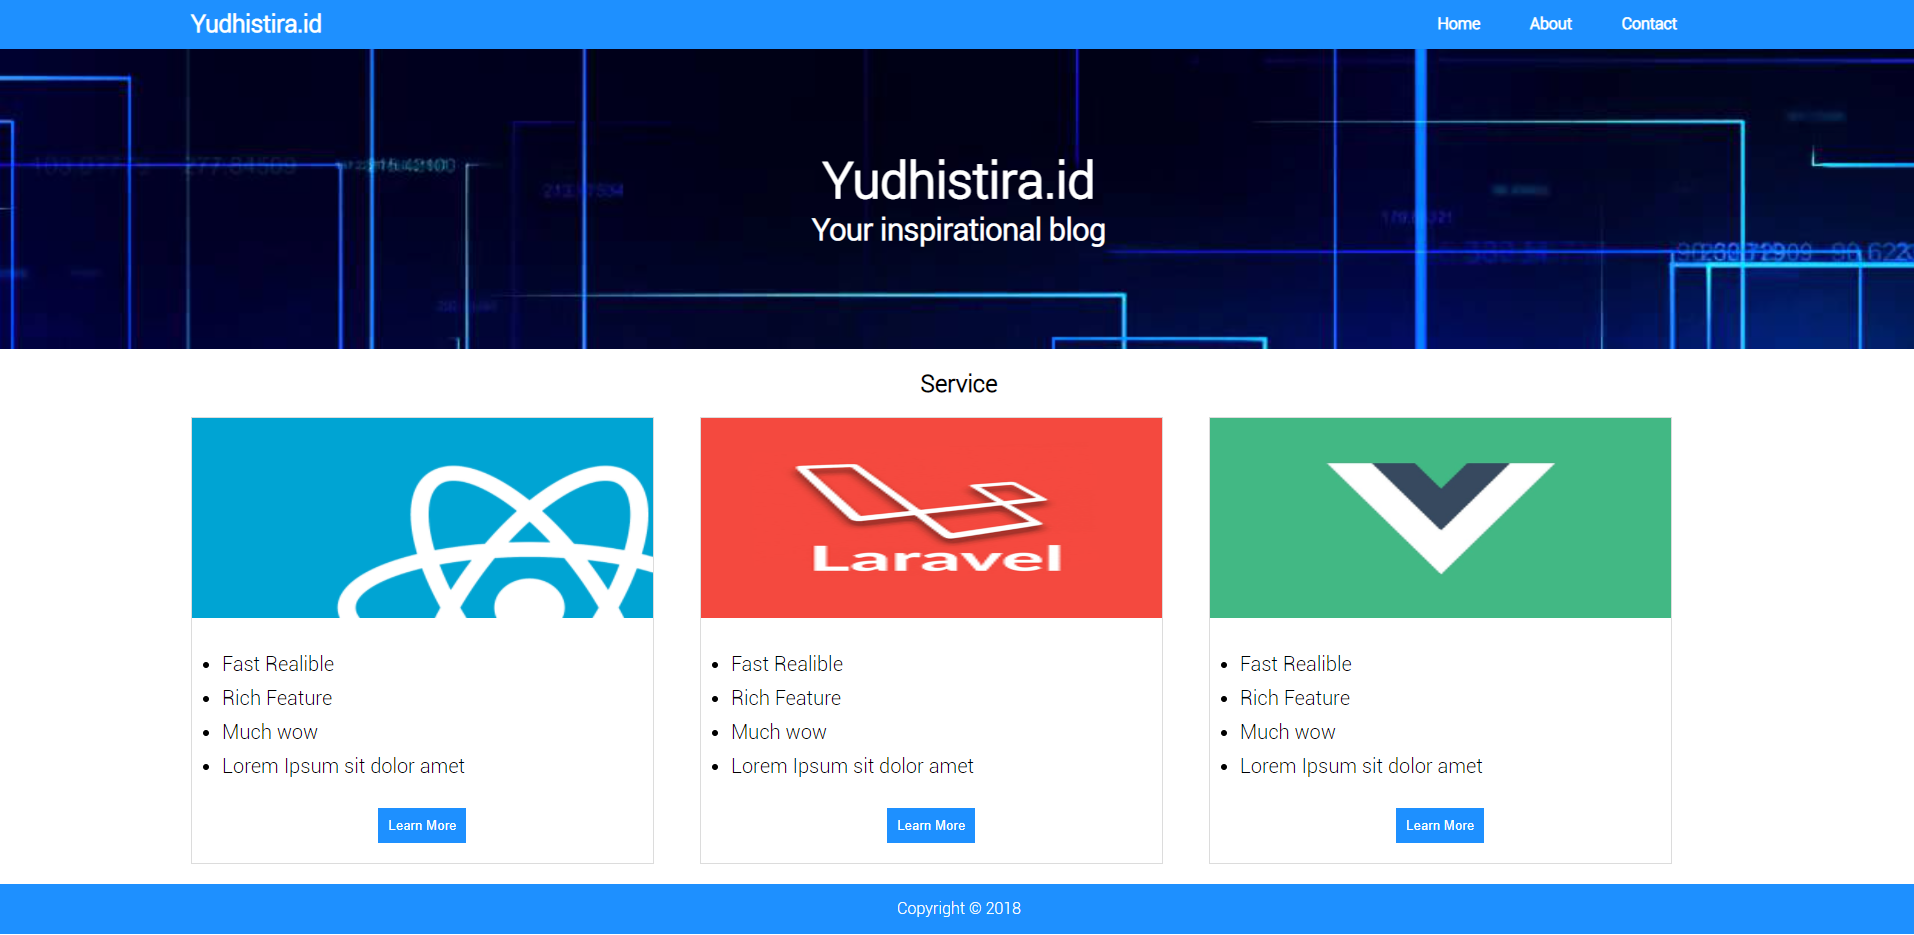 Yudhistira.id
Home About Contact
277.84509
Yudhistira.id
Your inspirational blog
Service
Laravel
Fast Realible
Rich Feature
Much wow
Lorem Ipsum sit dolor amet
Learn More
Fast Realible
Rich Feature
Much wow
Lorem Ipsum sit dolor amet
Learn More
Fast Realible
Rich Feature
Much wow
Lorem Ipsum sit dolor amet
Learn More
Copyright © 2018